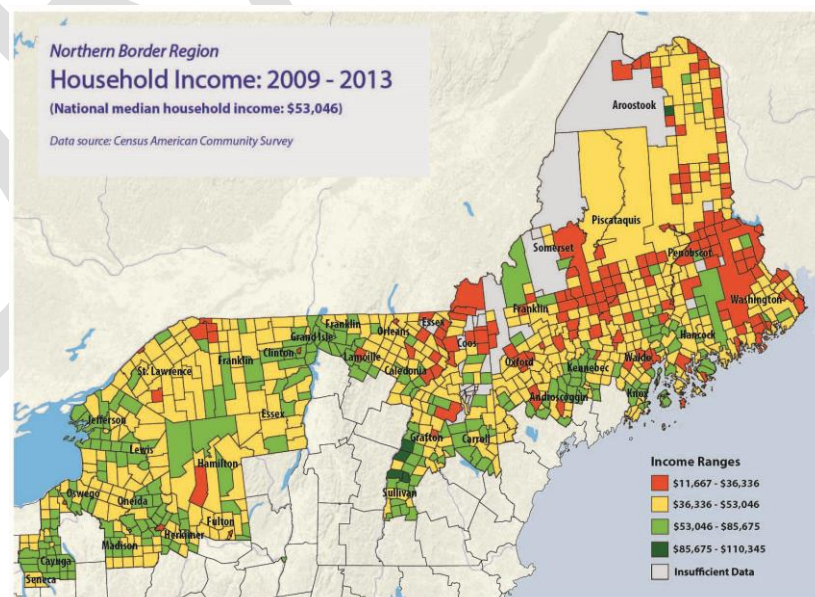 Northern Border Region
Household Income: 2009 - 2013
(National median household income: $53,046)
Data source: Census American Community Survey
Aroostook
Piscataquis
Somerset
Penobscot
Washington
Franklin
Hancock
Essex
Coos
Orleans
Franklin
Grand Isle
Clinton
Franklin
St. Lawrence
Lamoille
Caledonia
Oxford
Kennebec
Waldo
Androscoggin
Knox
Essex
Jefferson
Lewis
Grafton
Carroll
Hamilton
Sullivan
Oswego
Oneida
Fulton
Herkimer
Madison
Cayuga
Seneca
Income Ranges
$11,667 - $36,336
$36,336 - $53,046
$53,046 - $85,675
$85,675 - $110,345
Insufficient Data